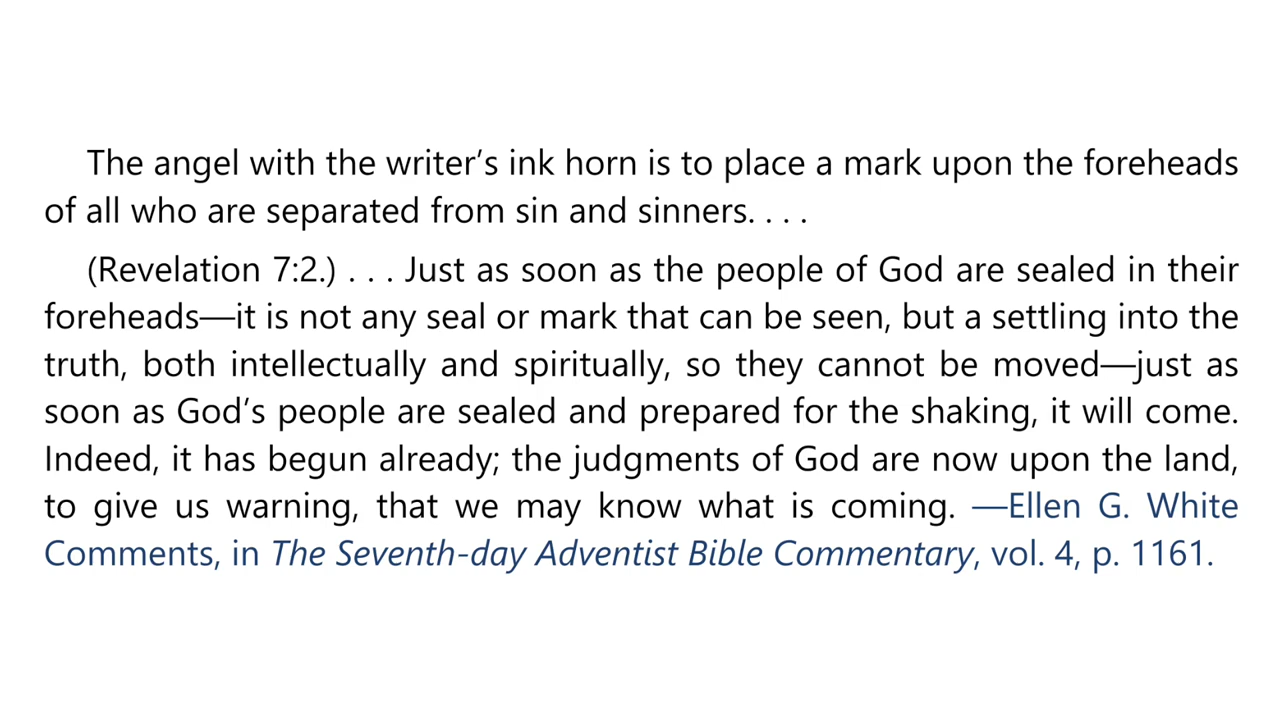 The angel with the writer’s ink horn is to place a mark upon the foreheads
of all who are separated from sin and sinners. . . .
(Revelation 7:2.) . . . Just as soon as the people of God are sealed in their
foreheads—it is not any seal or mark that can be seen, but a settling into the
truth, both intellectually and spiritually, so they cannot be moved—just as
soon as God’s people are sealed and prepared for the shaking, it will come.
Indeed, it has begun already; the judgments of God are now upon the land,
to give us warning, that we may know what is coming. —Ellen G. White
Comments, in The Seventh-day Adventist Bible Commentary, vol. 4, p. 1161.